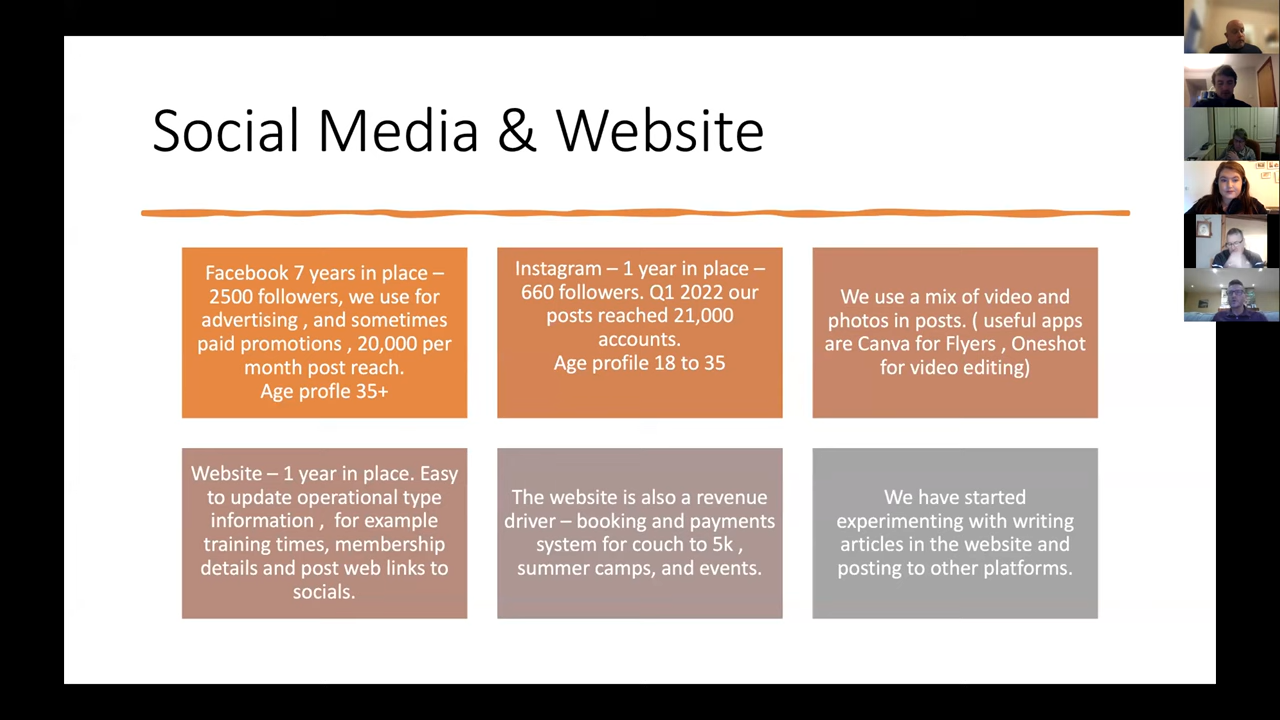 Social Media & Website
Facebook 7 years in place –
2500 followers, we use for
advertising , and sometimes
paid promotions , 20,000 per
month post reach.
Age profle 35+
Instagram – 1 year in place –
660 followers. Q1 2022 our
posts reached 21,000
accounts.
Age profile 18 to 35
We use a mix of video and
photos in posts. ( useful apps
are Canva for Flyers , Oneshot
for video editing)
Website – 1 year in place. Easy
to update operational type
information ,  for example
training times, membership
details and post web links to
socials.
The website is also a revenue
driver – booking and payments
system for couch to 5k ,
summer camps, and events.
We have started
experimenting with writing
articles in the website and
posting to other platforms.